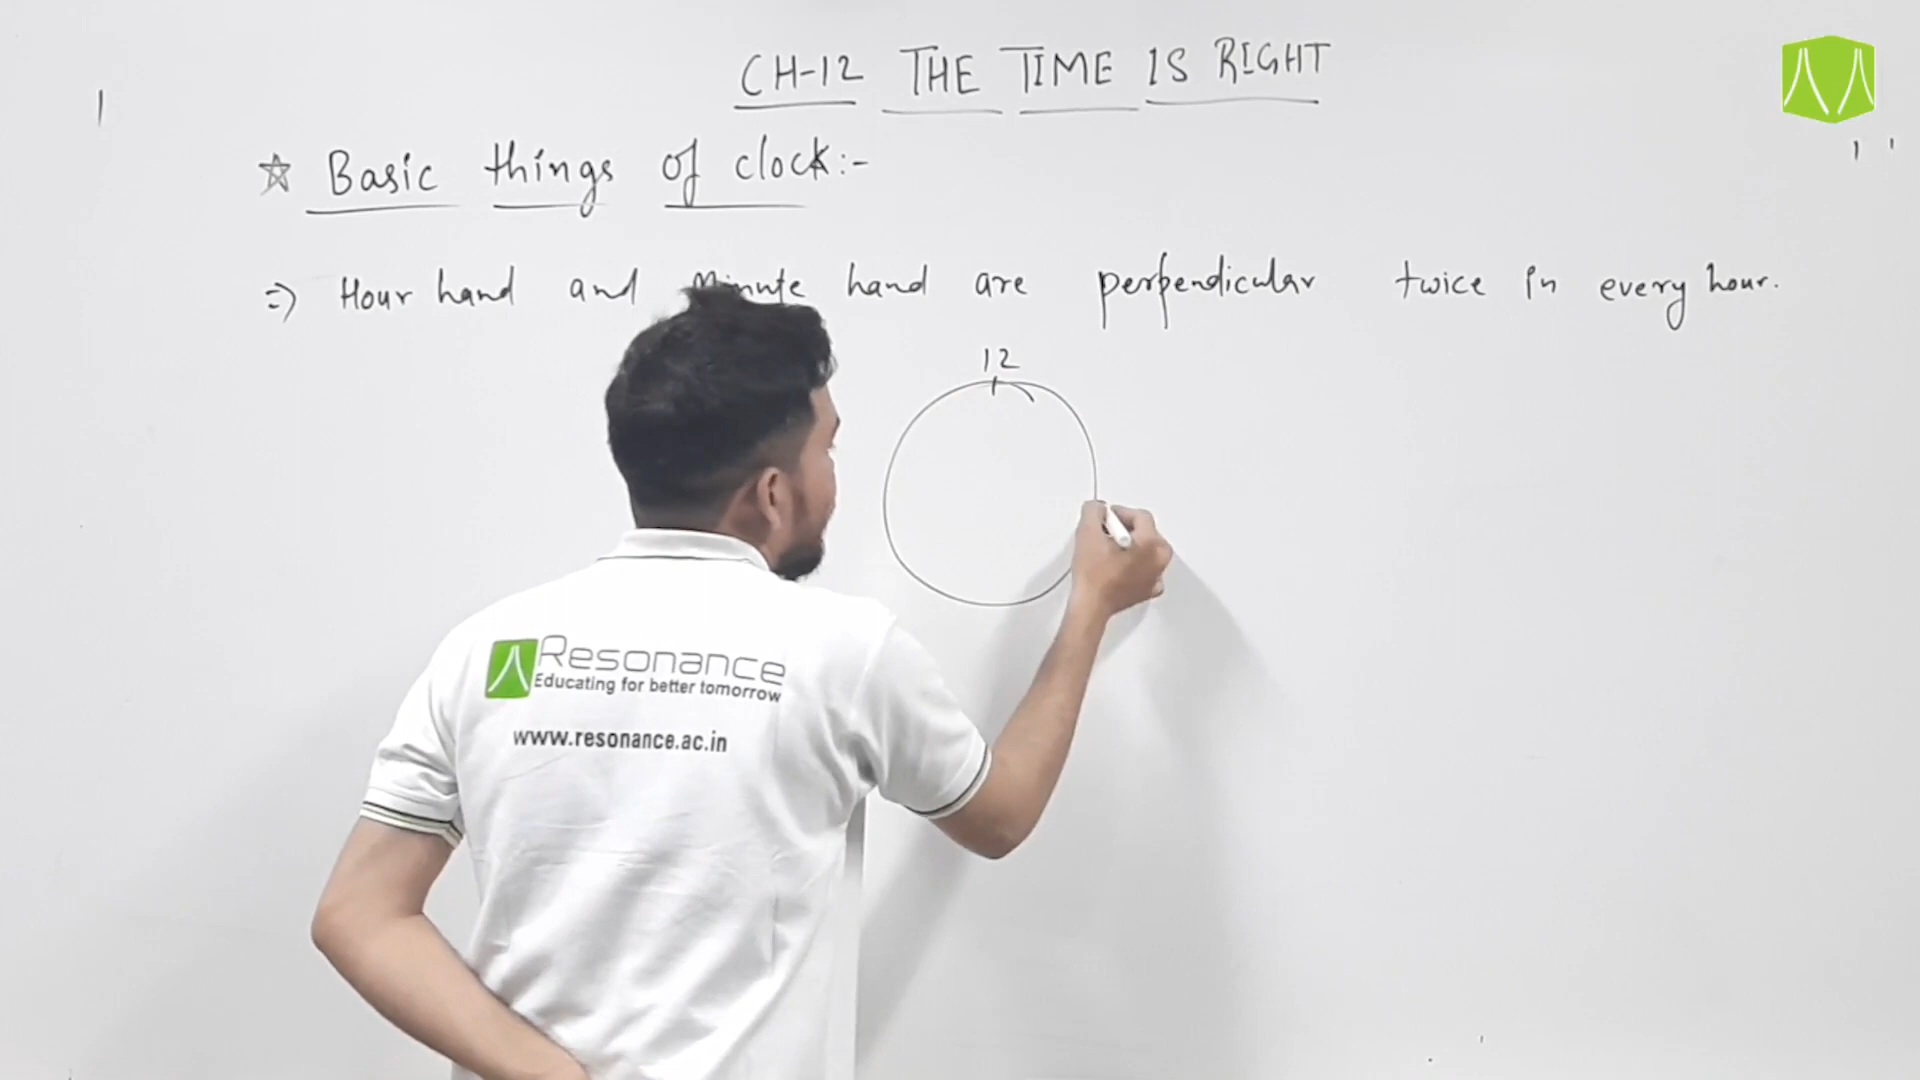 CH-12 THE TIME IS RIGHT
☆ Basic things of clock:-
⇒ Hour hand and Minute hand are perpendicular twice in every hour.
12
Resonance
Educating for better tomorrow
www.resonance.ac.in